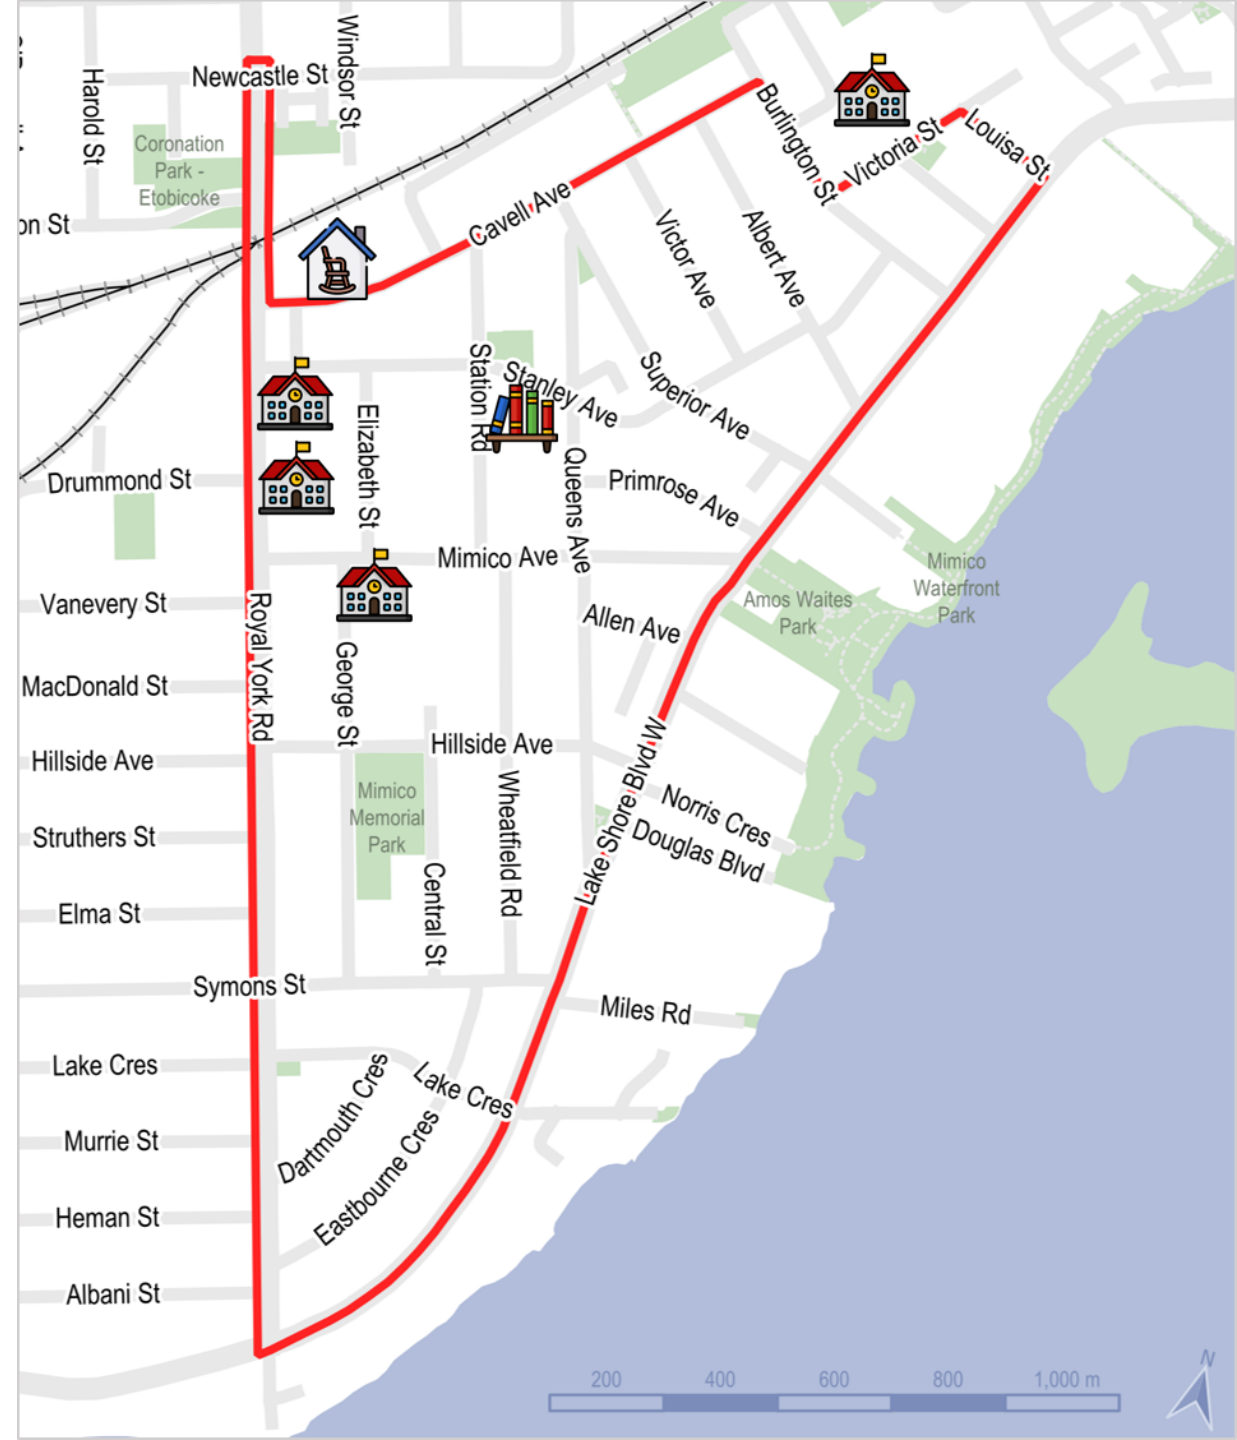 Windsor St
Newcastle St
Harold St
Burlington St
Victoria St
Louisa St
Coronation
Park -
Etobicoke
on St
Cavell Ave
Victor Ave
Albert Ave
Station Rd
Stanley Ave
Superior Ave
Elizabeth St
Queens Ave
Drummond St
Primrose Ave
Mimico Ave
Mimico
Waterfront
Park
Vanevery St
Royal York Rd
Allen Ave
Amos Waites
Park
MacDonald St
George St
Hillside Ave
Hillside Ave
Lake Shore Blvd W
Mimico
Memorial
Park
Wheatfield Rd
Norris Cres
Struthers St
Douglas Blvd
Central St
Elma St
Symons St
Miles Rd
Lake Cres
Dartmouth Cres
Lake Cres
Murrie St
Eastbourne Cres
Heman St
Albani St
N
200 400 600 800 1,000 m